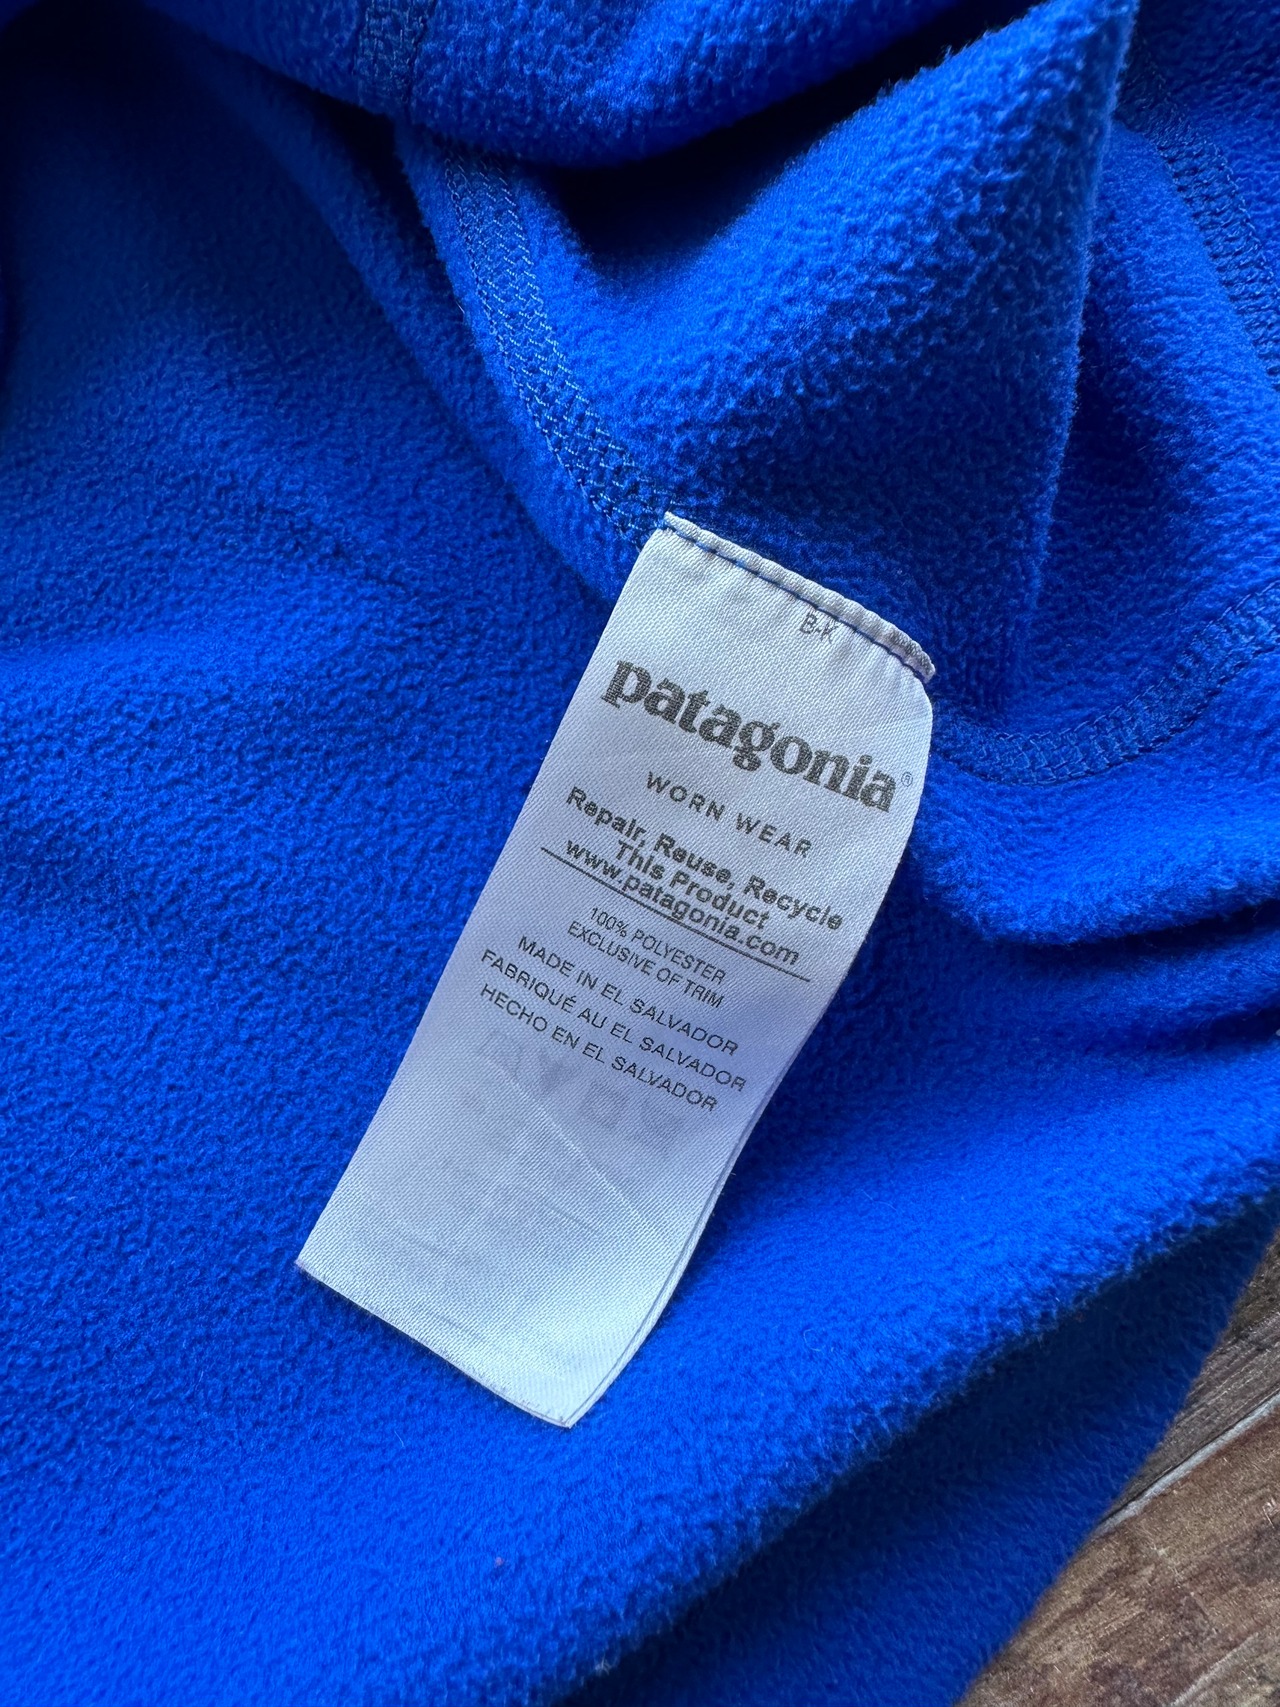 B-K
patagonia®
WORN WEAR
Repair, Reuse, Recycle
This Product
www.patagonia.com
100% POLYESTER
EXCLUSIVE OF TRIM
MADE IN EL SALVADOR
FABRIQUÉ AU EL SALVADOR
HECHO EN EL SALVADOR